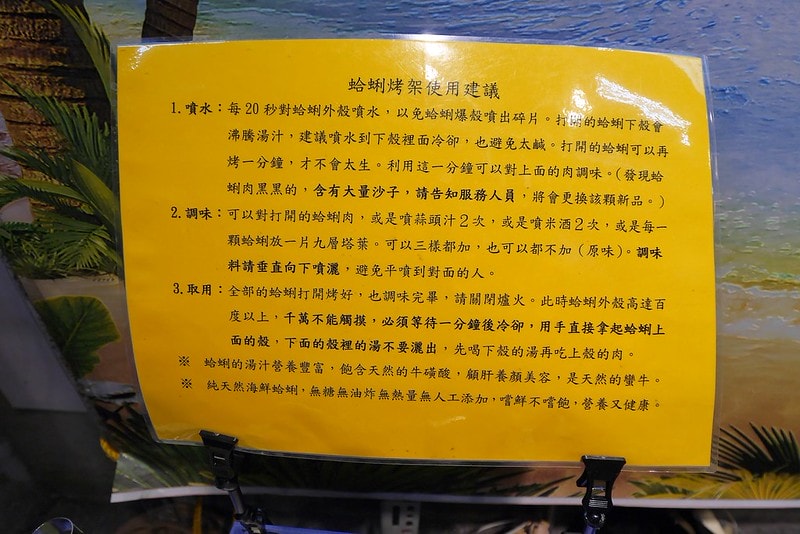 蛤蜊烤架使用建議
1.噴水：每20秒對蛤蜊外殼噴水，以免蛤蜊爆殼噴出碎片。打開的蛤蜊下殼會
沸騰湯汁，建議噴水到下殼裡面冷卻，也避免太鹹。打開的蛤蜊可以再
烤一分鐘，才不會太生。利用這一分鐘可以對上面的肉調味。(發現蛤
蜊肉黑黑的，含有大量沙子，請告知服務人員，將會更換該顆新品。)
2.調味：可以對打開的蛤蜊肉，或是噴蒜頭汁2次，或是噴米酒2次，或是每一
顆蛤蜊放一片九層塔葉。可以三樣都加，也可以都不加(原味)。調味
料請垂直向下噴灑，避免平噴到對面的人。
3.取用：全部的蛤蜊打開烤好，也調味完畢，請關閉爐火。此時蛤蜊外殼高達百
度以上，千萬不能觸摸，必須等待一分鐘後冷卻，用手直接拿起蛤蜊上
面的殼，下面的殼裡的湯不要灑出，先喝下殼的湯再吃上殼的肉。
※ 蛤蜊的湯汁營養豐富，飽含天然的牛磺酸，顧肝養顏美容，是天然的蠻牛。
※ 純天然海鮮蛤蜊，無糖無油炸無熱量無人工添加，嚐鮮不嚐飽，營養又健康。